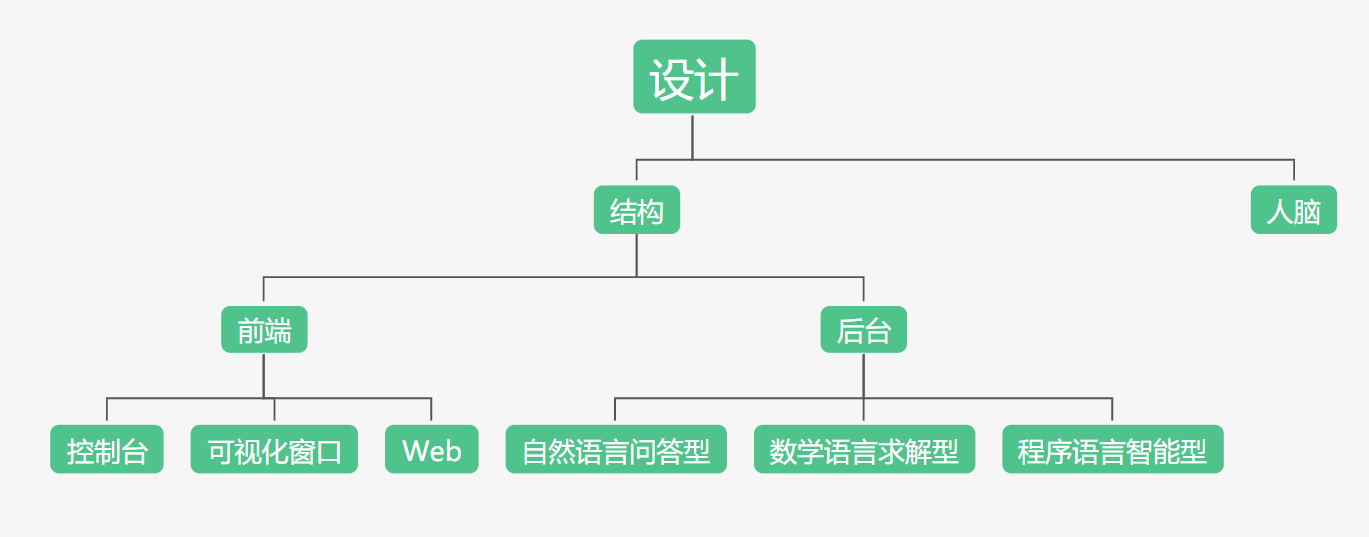 设计
结构
人脑
前端
后台
控制台
可视化窗口
Web
自然语言问答型
数学语言求解型
程序语言智能型